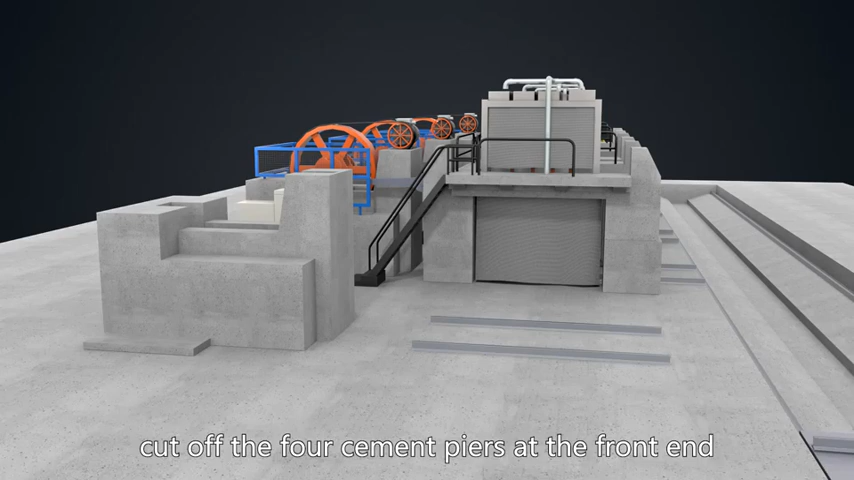 cut off the four cement piers at the front end